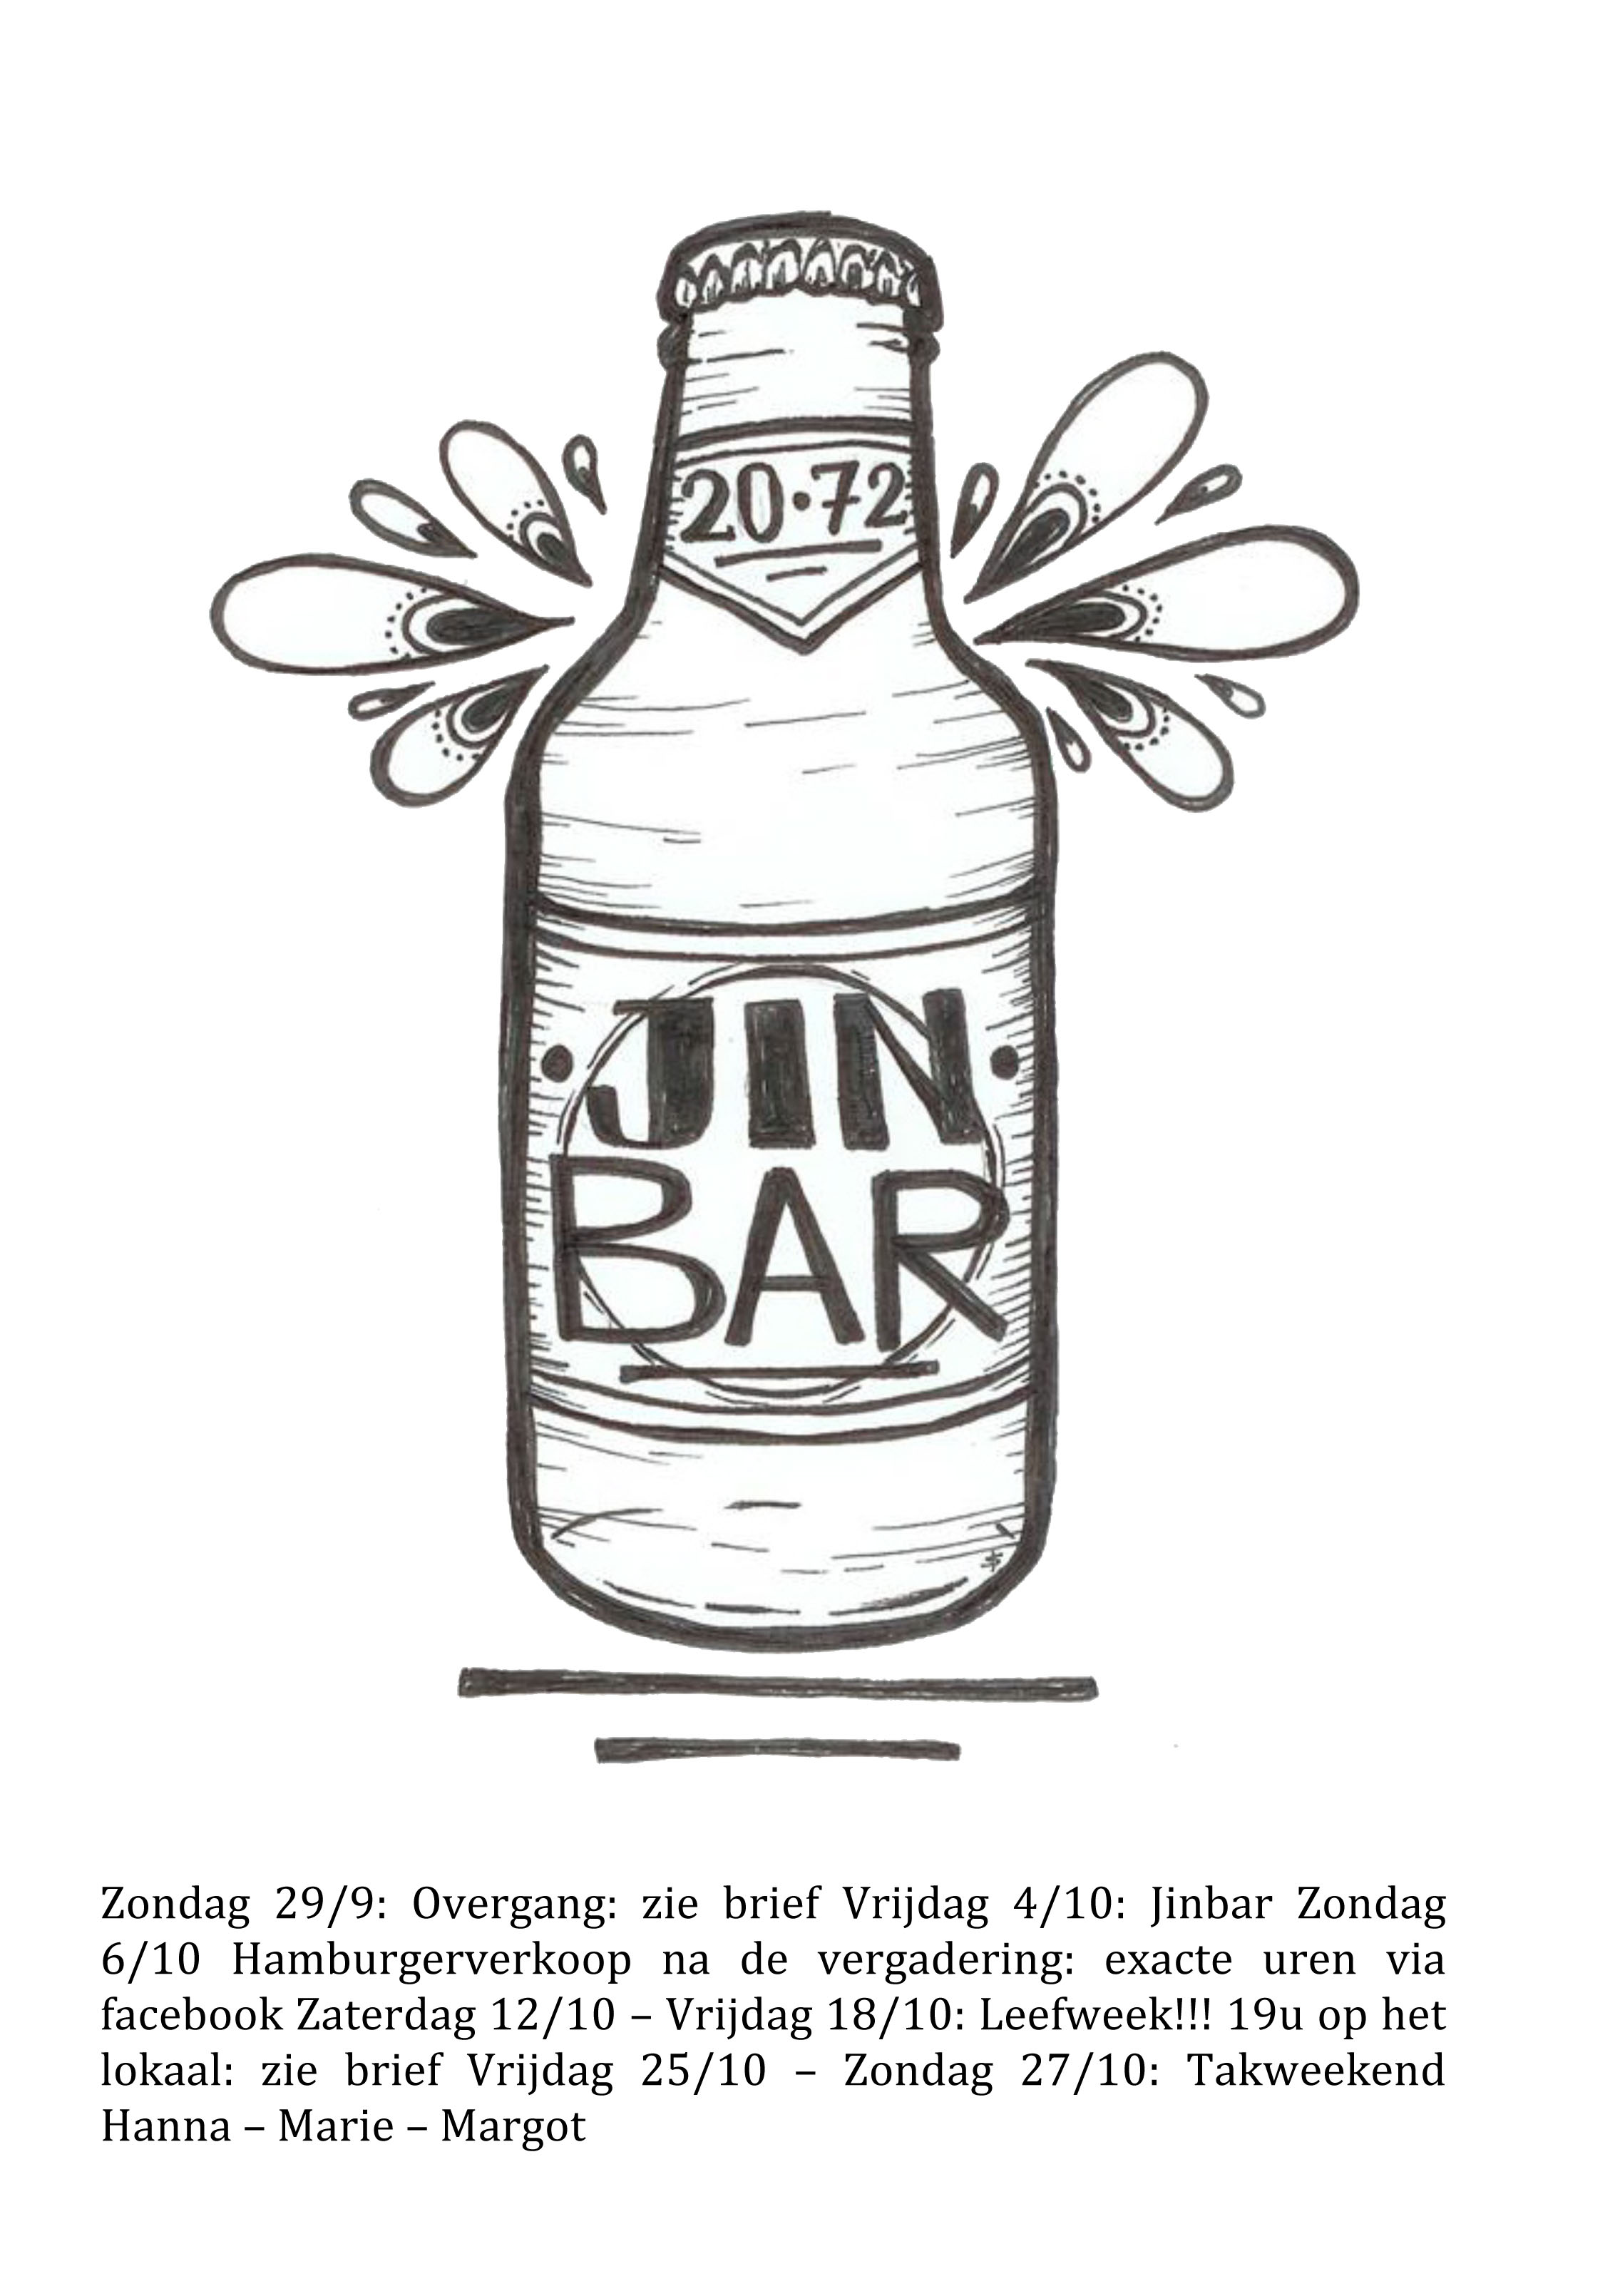 20·72
JIN
BAR
Zondag 29/9: Overgang: zie brief Vrijdag 4/10: Jinbar Zondag
6/10 Hamburgerverkoop na de vergadering: exacte uren via
facebook Zaterdag 12/10 – Vrijdag 18/10: Leefweek!!! 19u op het
lokaal: zie brief Vrijdag 25/10 – Zondag 27/10: Takweekend
Hanna – Marie – Margot